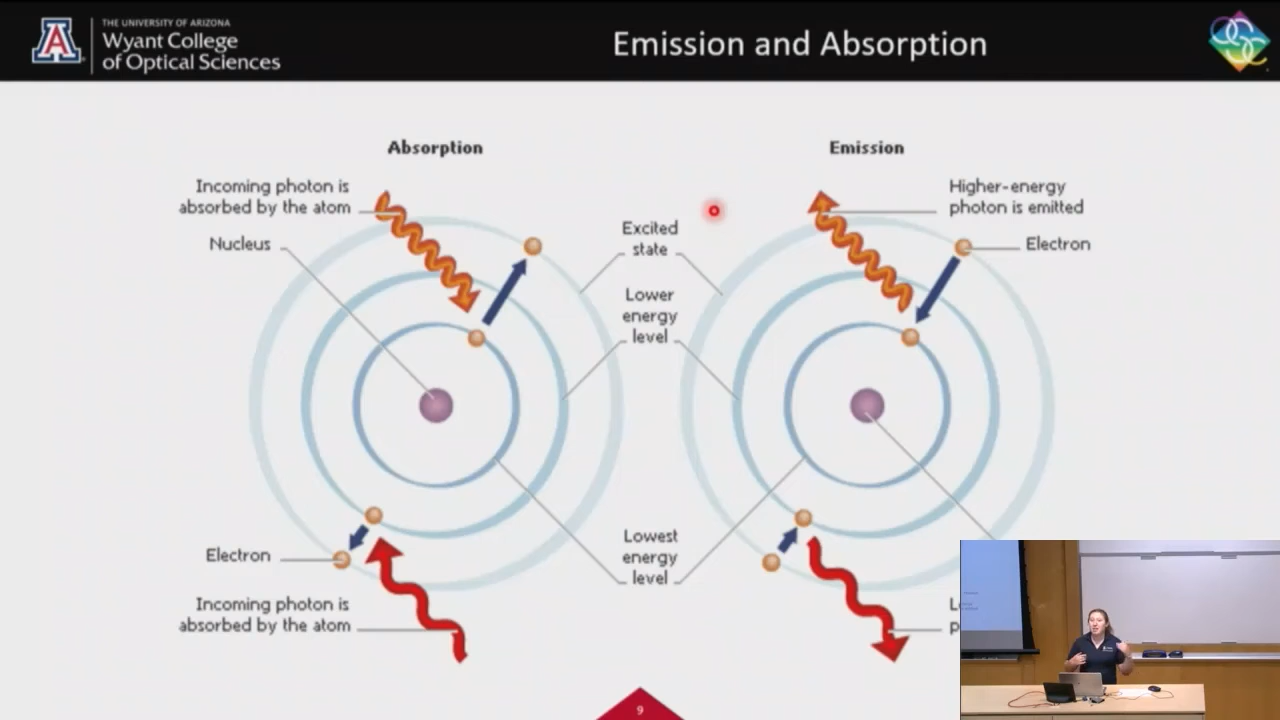 THE UNIVERSITY OF ARIZONA
Wyant College
of Optical Sciences
Emission and Absorption
Absorption
Emission
Incoming photon is
absorbed by the atom
Nucleus
Excited
state
Lower
energy
level
Higher-energy
photon is emitted
Electron
Electron
Incoming photon is
absorbed by the atom
Lowest
energy
level
9